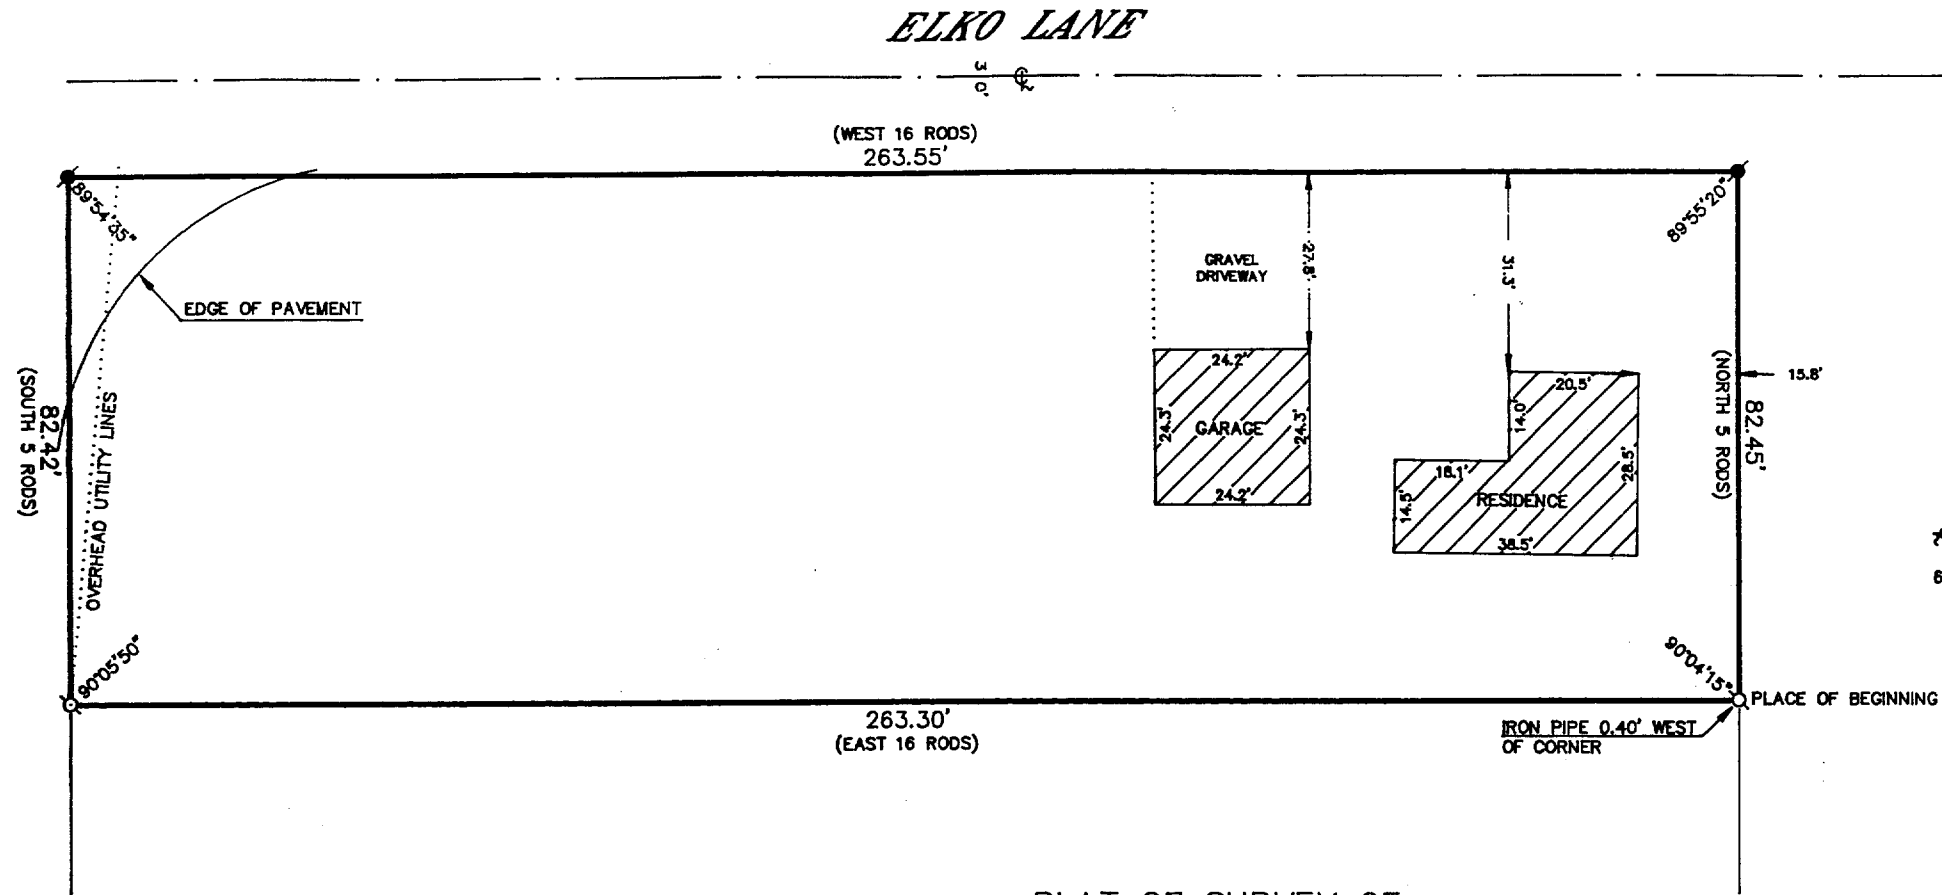 ELKO LANE
30'
(WEST 16 RODS)
263.55'
89°54'35"
89°55'20"
EDGE OF PAVEMENT
GRAVEL
DRIVEWAY
27.8'
31.3'
(SOUTH 5 RODS)
82.42'
OVERHEAD UTILITY LINES
24.2'
24.3'
GARAGE
24.3'
24.2'
20.5'
14.0'
18.1'
14.5'
28.5'
RESIDENCE
38.5'
15.8'
(NORTH 5 RODS)
82.45'
90°05'50"
90°04'15"
PLACE OF BEGINNING
263.30'
(EAST 16 RODS)
IRON PIPE 0.40' WEST
OF CORNER
PLAT OF SURVEY OF